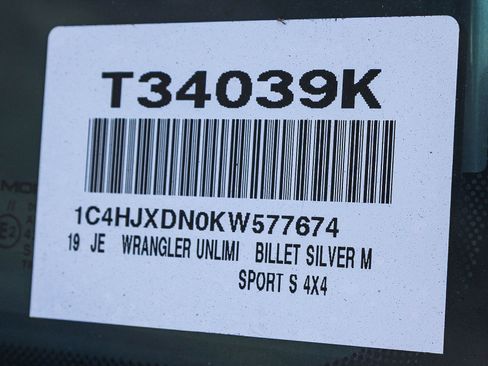 T34039K
1C4HJXDN0KW577674
19 JE WRANGLER UNLIMI BILLET SILVER M
SPORT S 4X4